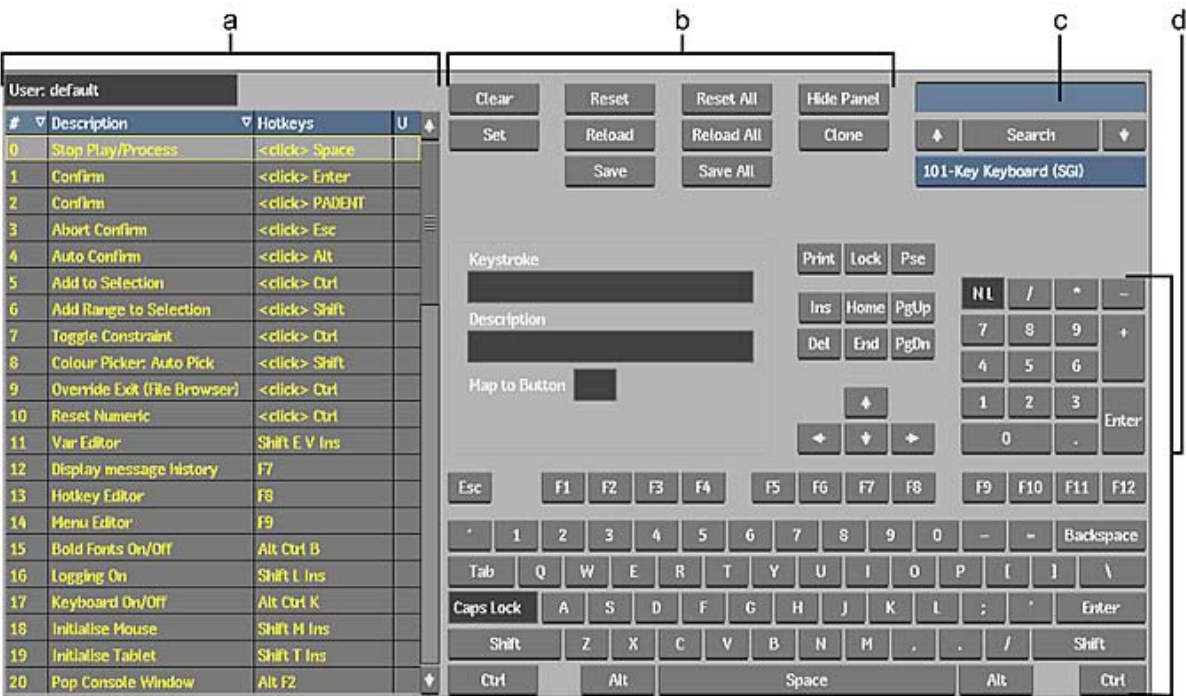 a b c d
User: default
# Description Hotkeys U
0 Stop Play/Process <click> Space
1 Confirm <click> Enter
2 Confirm <click> PADENT
3 Abort Confirm <click> Esc
4 Auto Confirm <click> Alt
5 Add to Selection <click> Ctrl
6 Add Range to Selection <click> Shift
7 Toggle Constraint <click> Ctrl
8 Colour Picker: Auto Pick <click> Shift
9 Override Exit (File Browser) <click> Ctrl
10 Reset Numeric <click> Ctrl
11 Var Editor Shift E V Ins
12 Display message history F7
13 Hotkey Editor F8
14 Menu Editor F9
15 Bold Fonts On/Off Alt Ctrl B
16 Logging On Shift L Ins
17 Keyboard On/Off Alt Ctrl K
18 Initialise Mouse Shift M Ins
19 Initialise Tablet Shift T Ins
20 Pop Console Window Alt F2
Clear Reset Reset All Hide Panel
Set Reload Reload All Clone
Save Save All
Search
101-Key Keyboard (SGI)
Keystroke
Description
Map to Button
Print Lock Pse
Ins Home PgUp
Del End PgDn
NL / * -
7 8 9 +
4 5 6
1 2 3 Enter
0 .
Esc F1 F2 F3 F4 F5 F6 F7 F8 F9 F10 F11 F12
' 1 2 3 4 5 6 7 8 9 0 - = Backspace
Tab Q W E R T Y U I O P [ ] \
Caps Lock A S D F G H J K L ; ' Enter
Shift Z X C V B N M , . / Shift
Ctrl Alt Space Alt Ctrl